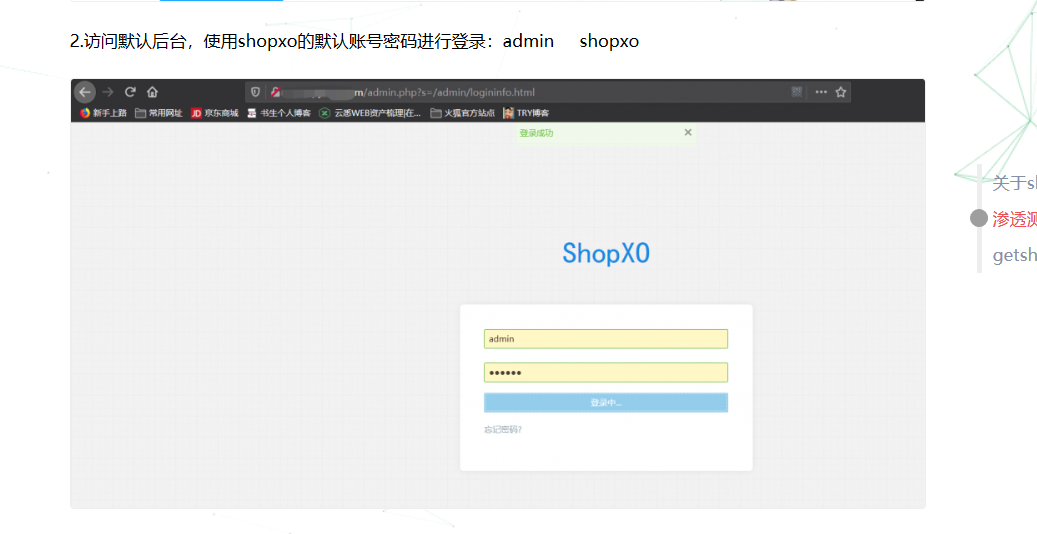 2.访问默认后台，使用shopxo的默认账号密码进行登录：admin shopxo
m/admin.php?s=/admin/logininfo.html
新手上路 常用网址 JD 京东商城 书生个人博客 云悉WEB资产梳理|在... 火狐官方站点 TRY博客
登录成功 ×
ShopXO
admin
••••••
登录中...
忘记密码?
关于sl
渗透测
getsh